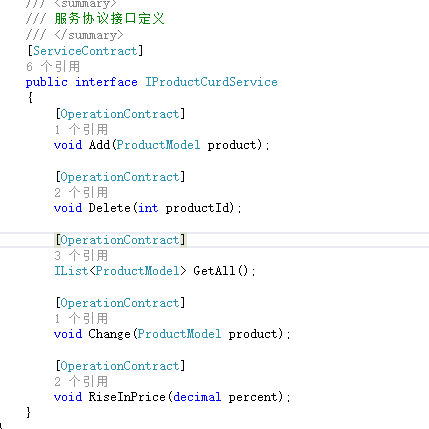 /// <summary>
/// 服务协议接口定义
/// </summary>
[ServiceContract]
6 个引用
public interface IProductCurdService
{
[OperationContract]
1 个引用
void Add(ProductModel product);
[OperationContract]
2 个引用
void Delete(int productId);
[OperationContract]
3 个引用
IList<ProductModel> GetAll();
[OperationContract]
1 个引用
void Change(ProductModel product);
[OperationContract]
2 个引用
void RiseInPrice(decimal percent);
}